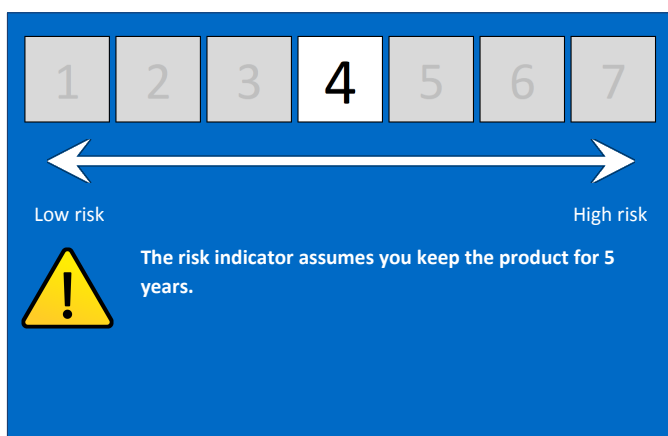 1 2 3 4 5 6 7
Low risk High risk
The risk indicator assumes you keep the product for 5
years.